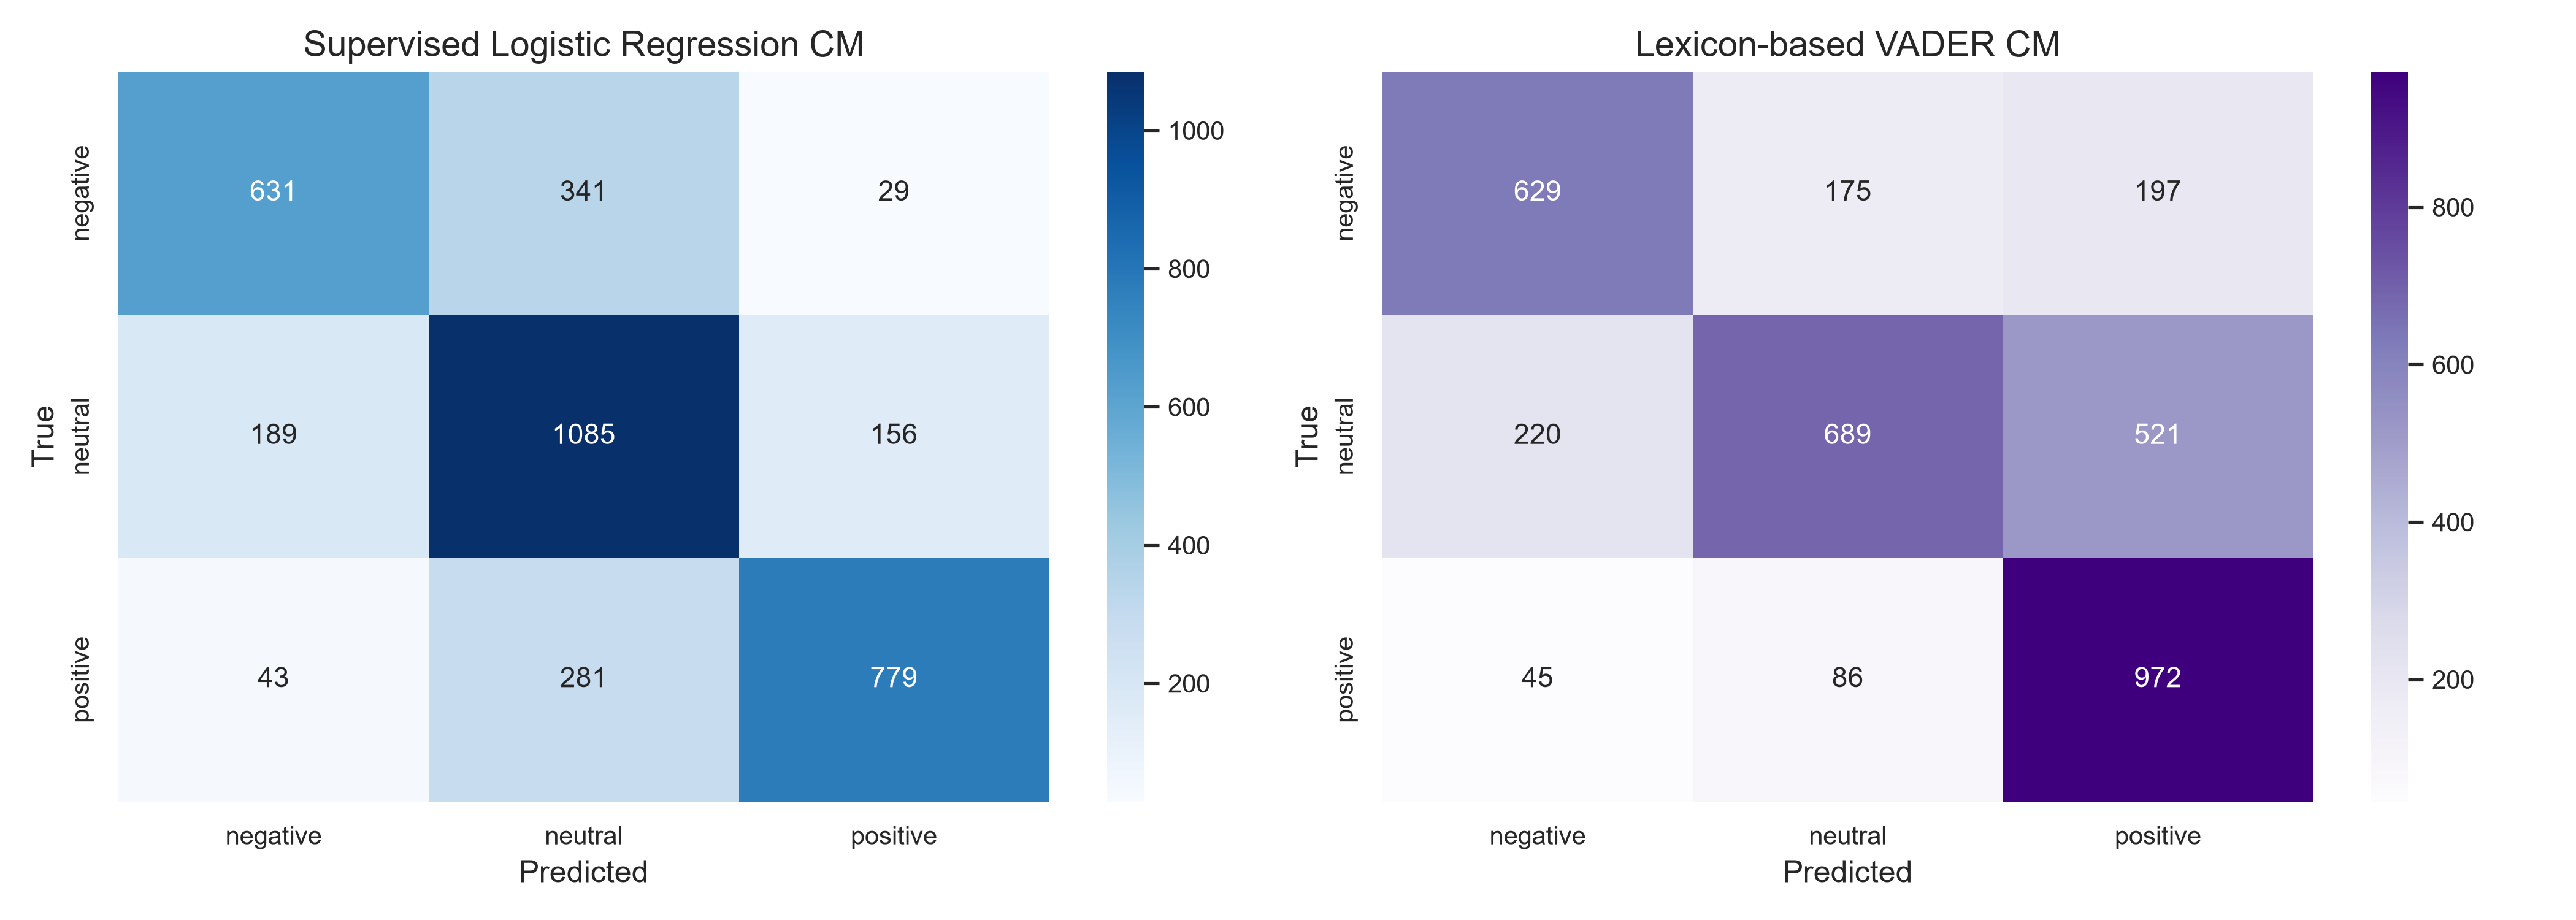 Supervised Logistic Regression CM
True
negative
neutral
positive
631 341 29
189 1085 156
43 281 779
negative neutral positive
Predicted
1000
800
600
400
200
Lexicon-based VADER CM
True
negative
neutral
positive
629 175 197
220 689 521
45 86 972
negative neutral positive
Predicted
800
600
400
200